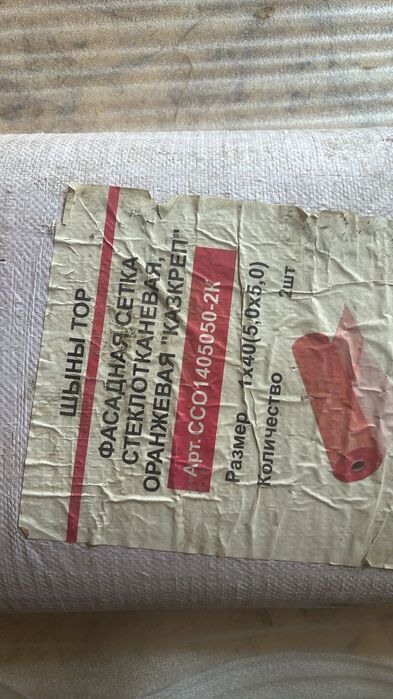 ШЫНЫ ТОР
ФАСАДНАЯ СЕТКА
СТЕКЛОТКАНЕВАЯ,
ОРАНЖЕВАЯ "КАЗКРЕП"
Арт. ССО1405050-2К
Размер 1х40(5,0х5,0)
Количество 2шт